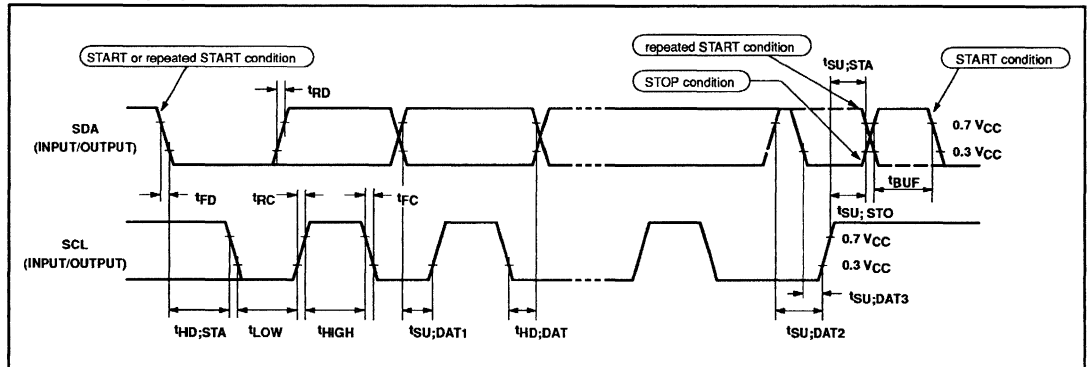 START or repeated START condition
repeated START condition
tSU;STA
START condition
STOP condition
tRD
SDA
(INPUT/OUTPUT)
0.7 VCC
0.3 VCC
tFD
tRC
tFC
tBUF
tSU; STO
SCL
(INPUT/OUTPUT)
0.7 VCC
0.3 VCC
tSU;DAT3
tHD;STA
tLOW
tHIGH
tSU;DAT1
tHD;DAT
tSU;DAT2